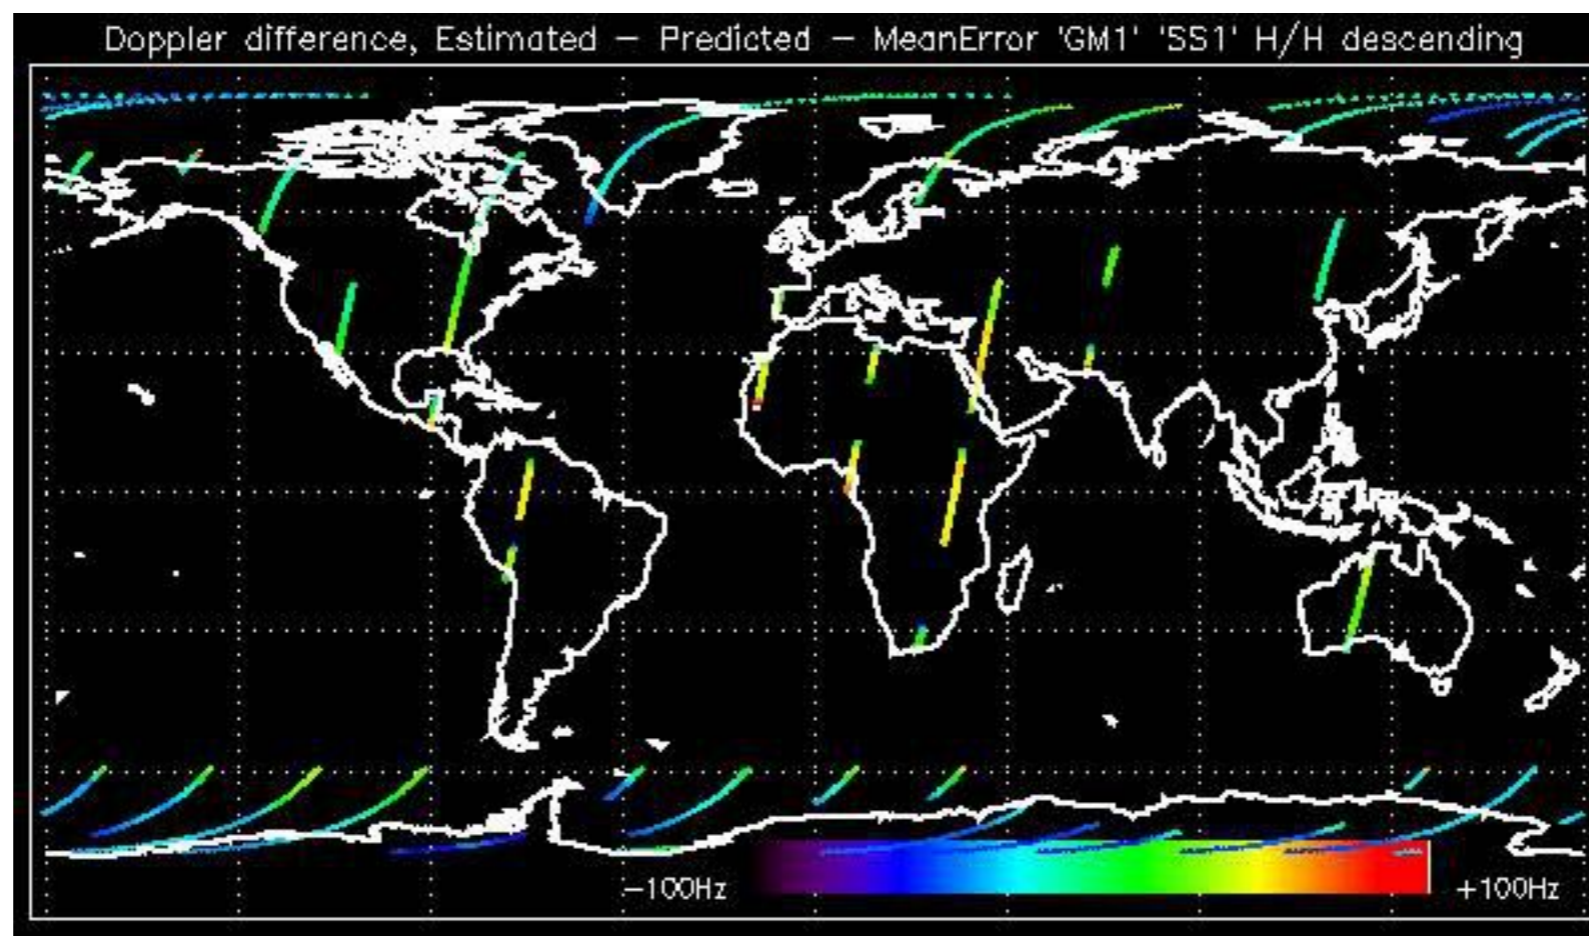 Doppler difference, Estimated — Predicted — MeanError 'GM1' 'SS1' H/H descending
−100Hz
+100Hz